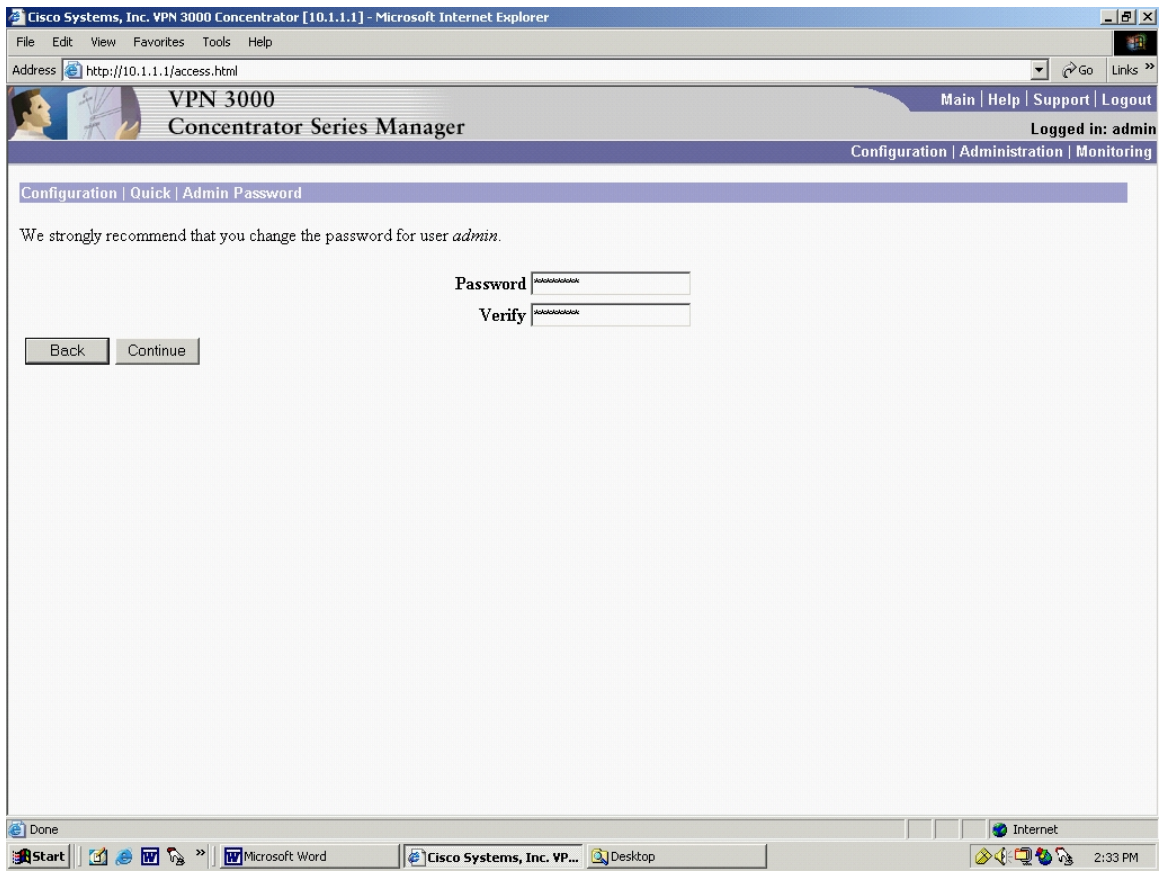 Cisco Systems, Inc. VPN 3000 Concentrator [10.1.1.1] - Microsoft Internet Explorer
File Edit View Favorites Tools Help
Address http://10.1.1.1/access.html Go Links »
VPN 3000
Concentrator Series Manager
Main | Help | Support | Logout
Logged in: admin
Configuration | Administration | Monitoring
Configuration | Quick | Admin Password
We strongly recommend that you change the password for user admin.
Password ********
Verify ********
Back Continue
Done Internet
Start » Microsoft Word Cisco Systems, Inc. VP... Desktop 2:33 PM